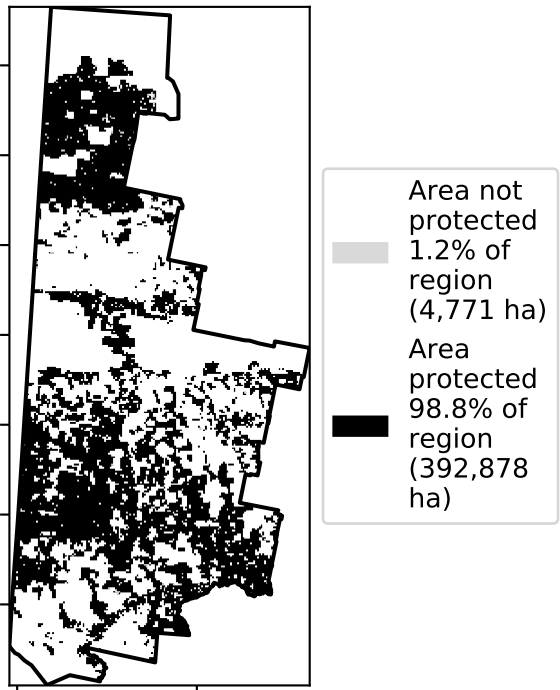 Area not
protected
1.2% of
region
(4,771 ha)
Area
protected
98.8% of
region
(392,878
ha)